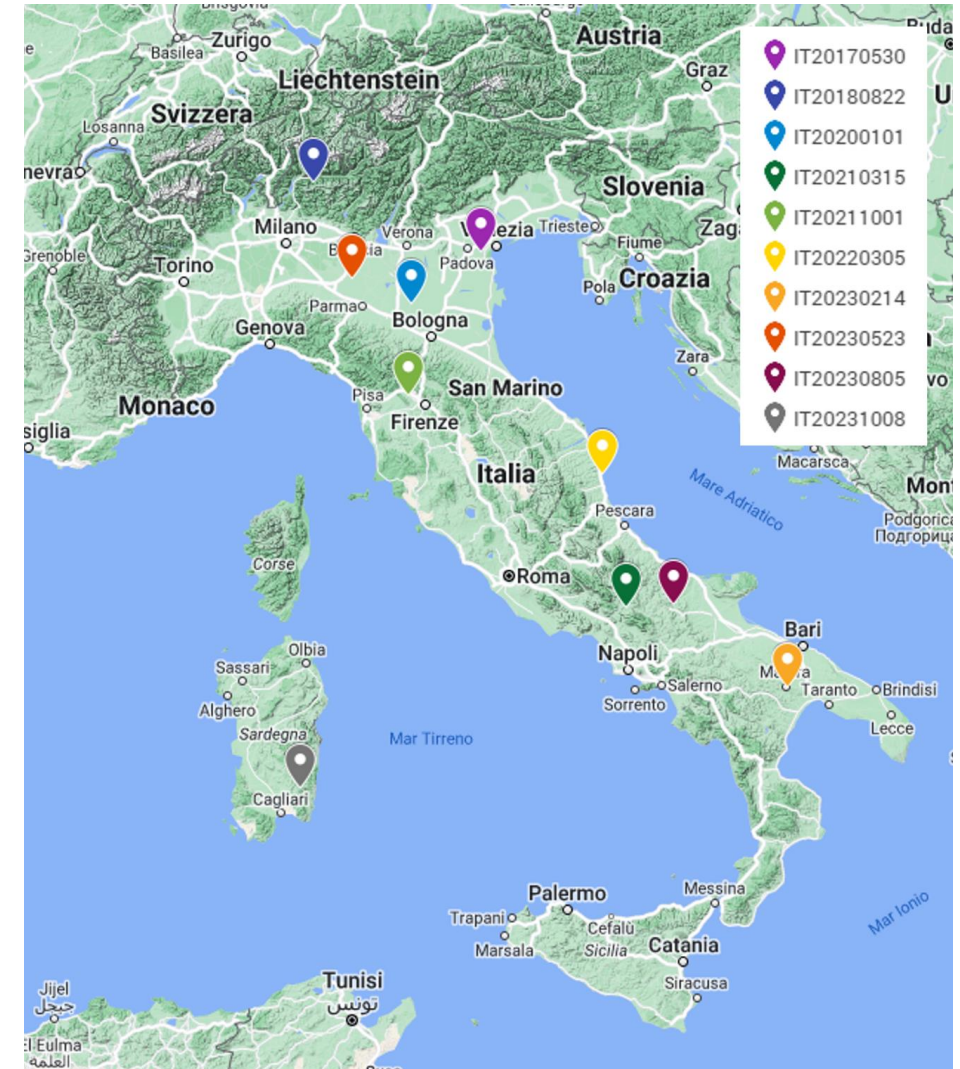 Zurigo
Basilea
Austria
Liechtenstein
Graz
Svizzera
Losanna
Slovenia
Milano
Verona
Trieste
Grenoble
Padova
Fiume
Torino
Pola
Croazia
Parma
Bologna
Genova
Zara
Pisa
San Marino
Monaco
Firenze
Italia
Macarsca
Mare Adriatico
Pescara
Podgorica
Подгорица
Corse
Roma
Bari
Napoli
Olbia
Sassari
Salerno
Taranto
Brindisi
Sorrento
Alghero
Lecce
Sardegna
Mar Tirreno
Cagliari
Palermo
Messina
Trapani
Cefalù
Mar Ionio
Marsala
Sicilia
Catania
Tunisi
تونس
Siracusa
Jijel
جيجل
El Eulma
العلمة
IT20170530
IT20180822
IT20200101
IT20210315
IT20211001
IT20220305
IT20230214
IT20230523
IT20230805
IT20231008